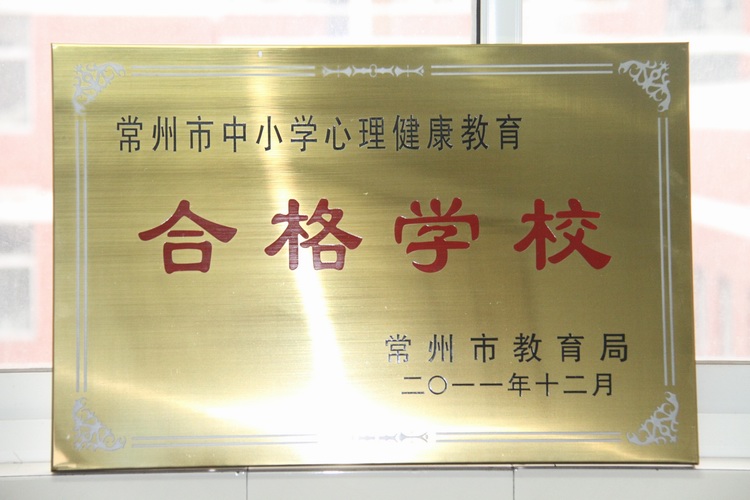 常州市中小学心理健康教育
合格学校
常州市教育局
二〇一一年十二月